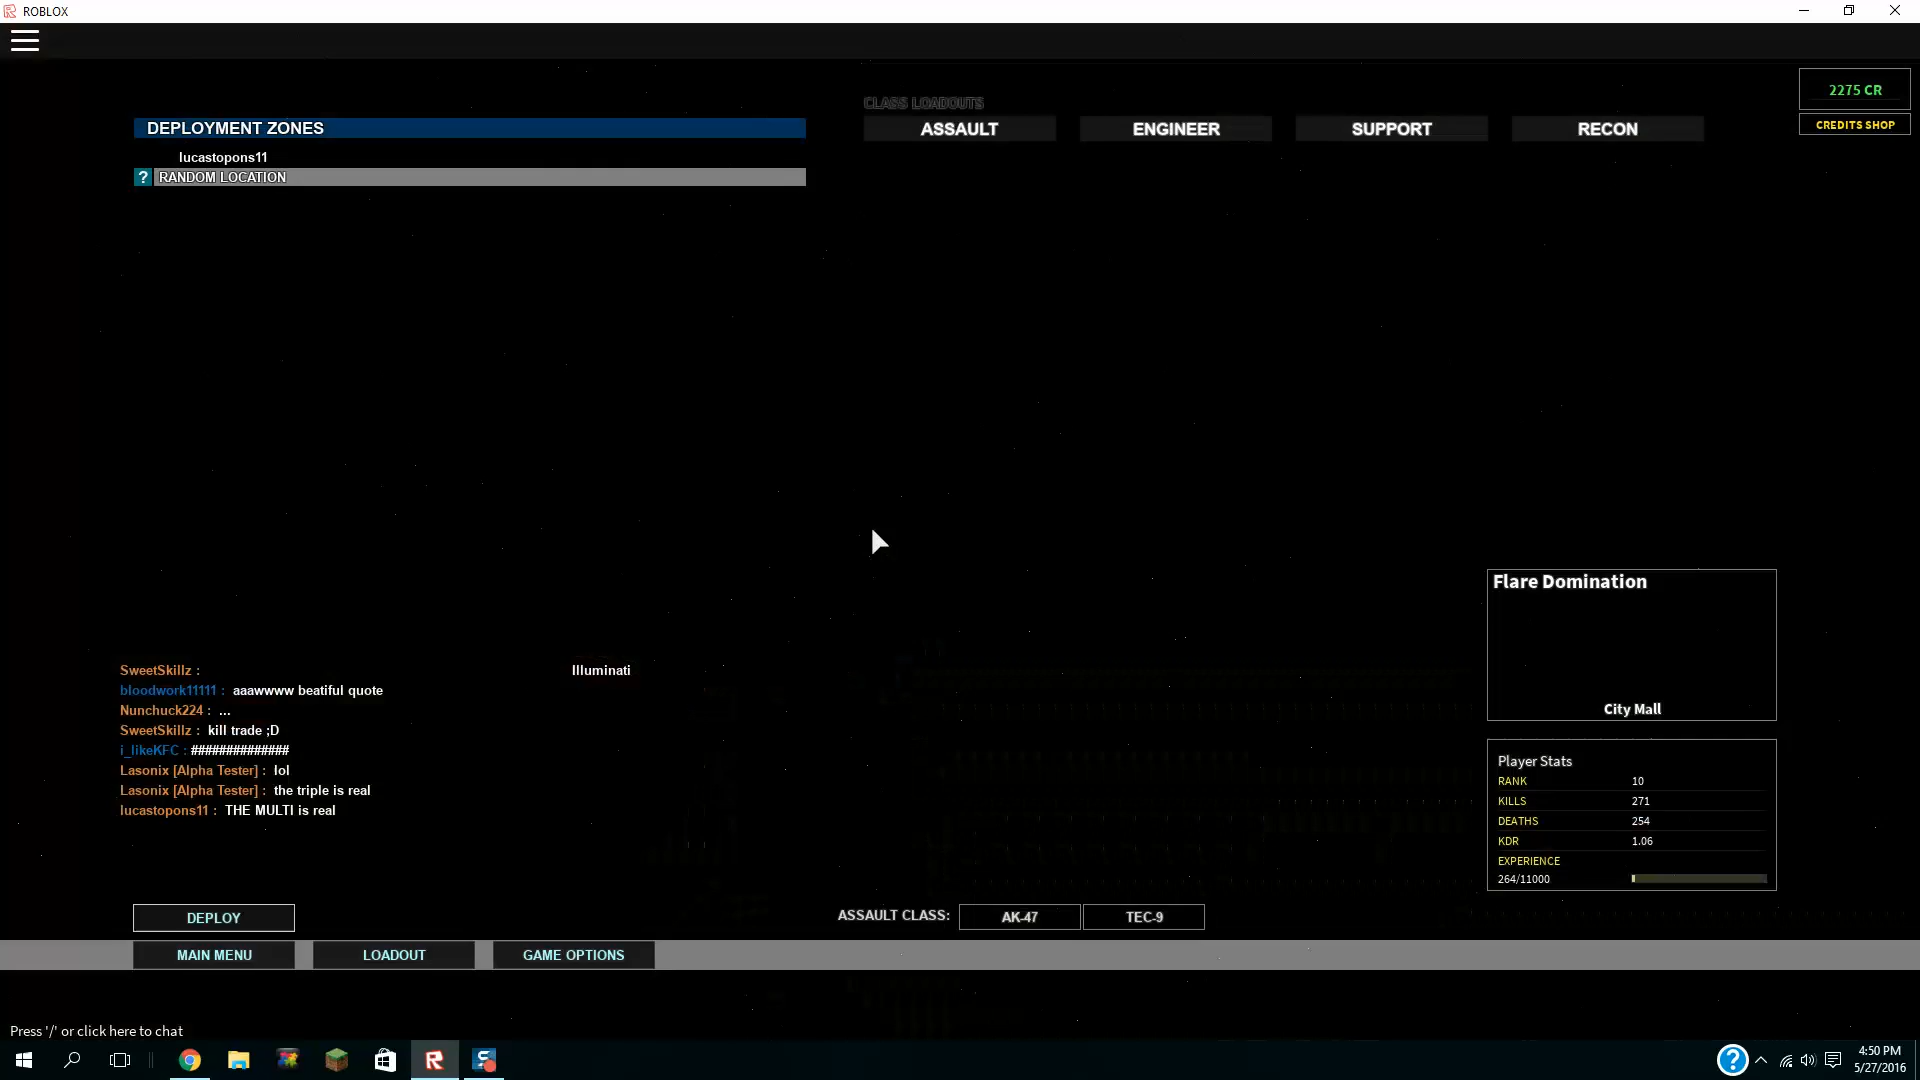 ROBLOX
2275 CR
CREDITS SHOP
CLASS LOADOUTS
DEPLOYMENT ZONES
ASSAULT
ENGINEER
SUPPORT
RECON
lucastopons11
? RANDOM LOCATION
Flare Domination
City Mall
SweetSkillz : Illuminati
bloodwork11111 : aaawwww beatiful quote
Nunchuck224 : ...
SweetSkillz : kill trade ;D
i_likeKFC : ##############
Lasonix [Alpha Tester] : lol
Lasonix [Alpha Tester] : the triple is real
lucastopons11 : THE MULTI is real
Player Stats
RANK 10
KILLS 271
DEATHS 254
KDR 1.06
EXPERIENCE
264/11000
DEPLOY
ASSAULT CLASS: AK-47 TEC-9
MAIN MENU
LOADOUT
GAME OPTIONS
Press '/' or click here to chat
4:50 PM
5/27/2016